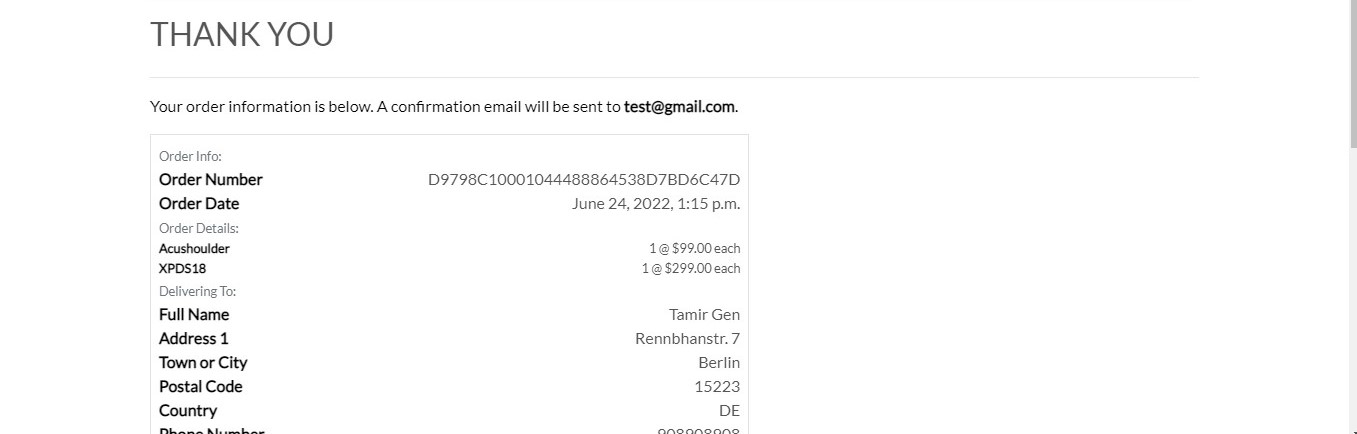 THANK YOU
Your order information is below. A confirmation email will be sent to test@gmail.com.
Order Info:
Order Number D9798C10001044488864538D7BD6C47D
Order Date June 24, 2022, 1:15 p.m.
Order Details:
Acushoulder 1 @ $99.00 each
XPDS18 1 @ $299.00 each
Delivering To:
Full Name Tamir Gen
Address 1 Rennbhanstr. 7
Town or City Berlin
Postal Code 15223
Country DE
Phone Number 908908908